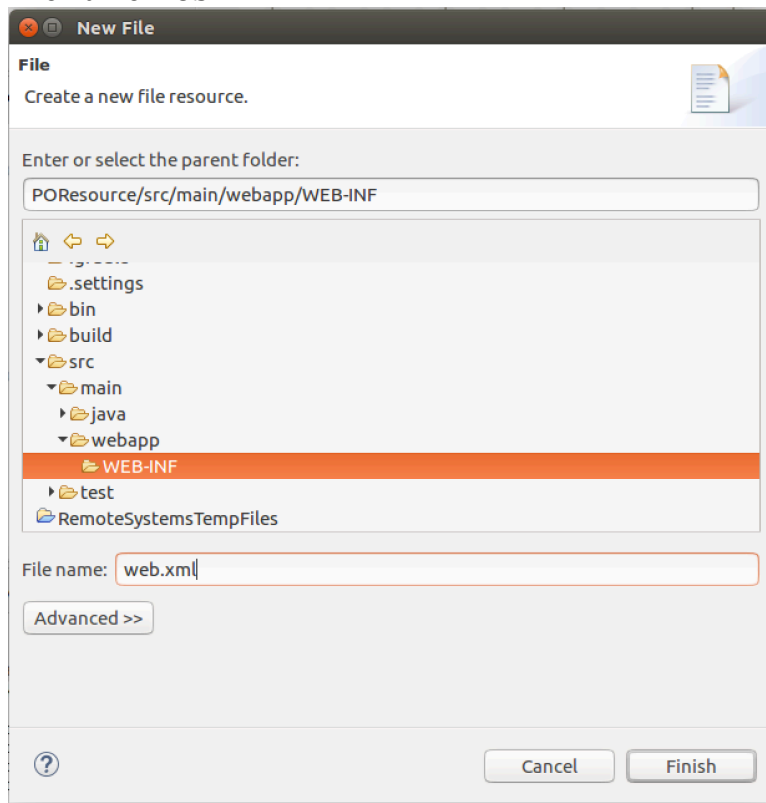 New File
File
Create a new file resource.
Enter or select the parent folder:
POResource/src/main/webapp/WEB-INF
.settings
bin
build
src
main
java
webapp
WEB-INF
test
RemoteSystemsTempFiles
File name: web.xml
Advanced >>
Cancel Finish